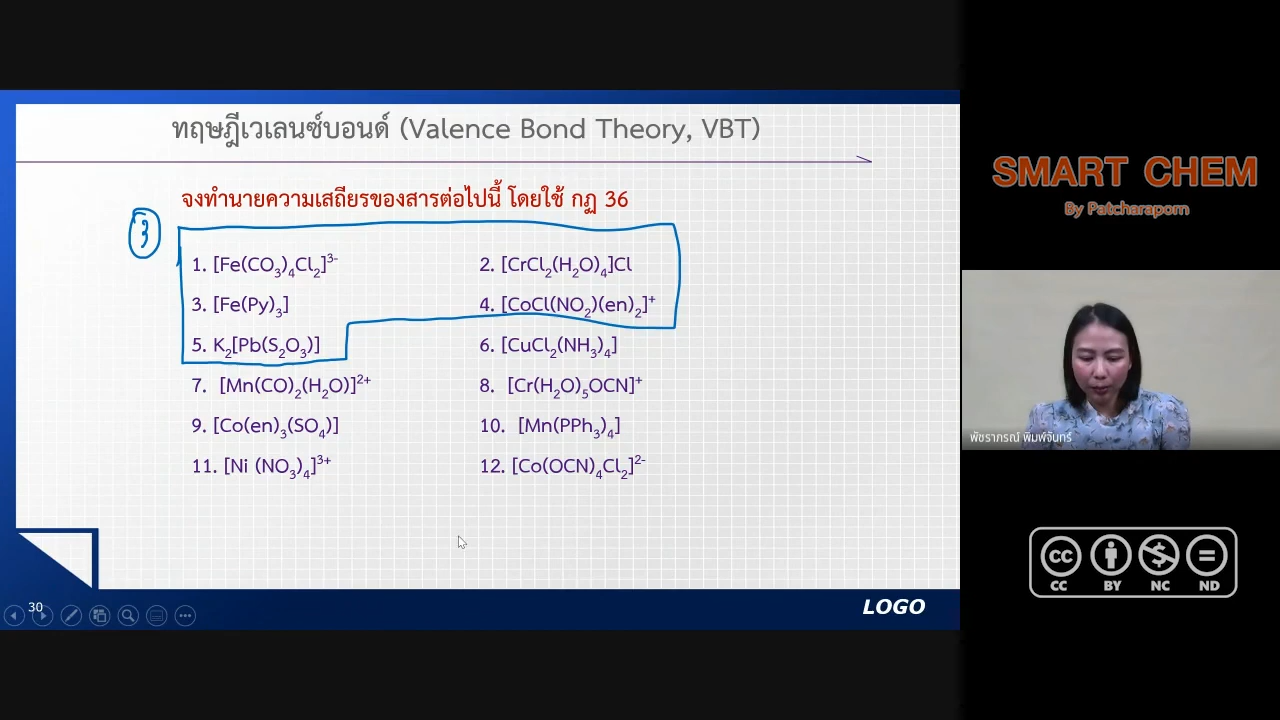 ทฤษฎีเวเลนซ์บอนด์ (Valence Bond Theory, VBT)
จงทำนายความเสถียรของสารต่อไปนี้ โดยใช้ กฏ 36
3
1. [Fe(CO₃)₄Cl₂]³⁻
2. [CrCl₂(H₂O)₄]Cl
3. [Fe(Py)₃]
4. [CoCl(NO₂)(en)₂]⁺
5. K₂[Pb(S₂O₃)]
6. [CuCl₂(NH₃)₄]
7. [Mn(CO)₂(H₂O)]²⁺
8. [Cr(H₂O)₅OCN]⁺
9. [Co(en)₃(SO₄)]
10. [Mn(PPh₃)₄]
11. [Ni (NO₃)₄]³⁺
12. [Co(OCN)₄Cl₂]²⁻
30
LOGO
SMART CHEM
By Patcharaporn
พัชราภรณ์ พิมพ์จันทร์
CC BY NC ND